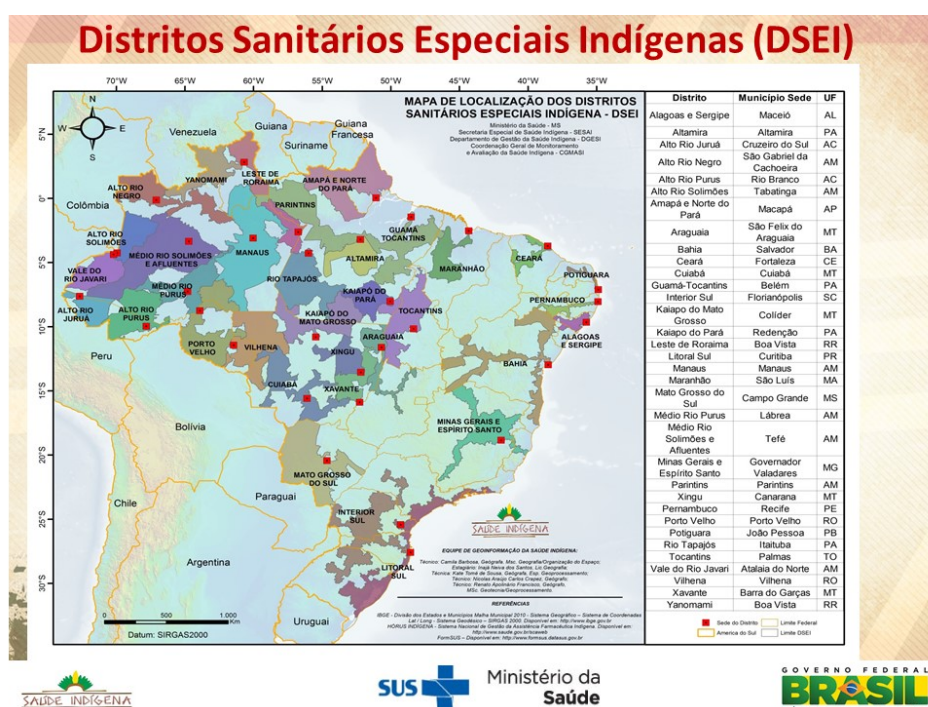 Distritos Sanitários Especiais Indígenas (DSEI)
70°W 65°W 60°W 55°W 50°W 45°W 40°W 35°W
MAPA DE LOCALIZAÇÃO DOS DISTRITOS
SANITÁRIOS ESPECIAIS INDÍGENA - DSEI
Ministério da Saúde - MS
Secretaria Especial de Saúde Indígena - SESAI
Departamento de Gestão da Saúde Indígena - DGESI
Coordenação Geral de Monitoramento
e Avaliação da Saúde Indígena - CGMASI
N
W E
S
5°N
0°
5°S
10°S
15°S
20°S
25°S
30°S
Venezuela
Guiana
Suriname
Guiana
Francesa
Colômbia
Peru
Bolívia
Chile
Paraguai
Argentina
Uruguai
YANOMAMI
LESTE DE
RORAIMA
AMAPÁ E NORTE
DO PARÁ
ALTO RIO
NEGRO
PARINTINS
ALTO RIO
SOLIMÕES
MÉDIO RIO SOLIMÕES
E AFLUENTES
MANAUS
GUAMÁ
TOCANTINS
ALTAMIRA
MARANHÃO
CEARÁ
VALE DO
RIO JAVARI
RIO TAPAJÓS
POTIGUARA
MÉDIO RIO
PURUS
KAIAPÓ DO
PARÁ
PERNAMBUCO
ALTO RIO
JURUÁ
ALTO RIO
PURUS
KAIAPÓ DO
MATO GROSSO
TOCANTINS
ALAGOAS
E SERGIPE
PORTO
VELHO
VILHENA
XINGU
ARAGUAIA
BAHIA
CUIABÁ
XAVANTE
MINAS GERAIS E
ESPÍRITO SANTO
MATO GROSSO
DO SUL
INTERIOR
SUL
LITORAL
SUL
SAÚDE INDÍGENA
EQUIPE DE GEOINFORMAÇÃO DA SAÚDE INDÍGENA:
REFERÊNCIAS
0 500 1.000
Km
Datum: SIRGAS2000
Distrito Município Sede UF
Alagoas e Sergipe Maceió AL
Altamira Altamira PA
Alto Rio Juruá Cruzeiro do Sul AC
Alto Rio Negro São Gabriel da Cachoeira AM
Alto Rio Purus Rio Branco AC
Alto Rio Solimões Tabatinga AM
Amapá e Norte do Pará Macapá AP
Araguaia São Felix do Araguaia MT
Bahia Salvador BA
Ceará Fortaleza CE
Cuiabá Cuiabá MT
Guamá-Tocantins Belém PA
Interior Sul Florianópolis SC
Kaiapo do Mato Grosso Colíder MT
Kaiapo do Pará Redenção PA
Leste de Roraima Boa Vista RR
Litoral Sul Curitiba PR
Manaus Manaus AM
Maranhão São Luís MA
Mato Grosso do Sul Campo Grande MS
Médio Rio Purus Lábrea AM
Médio Rio Solimões e Afluentes Tefé AM
Minas Gerais e Espírito Santo Governador Valadares MG
Parintins Parintins AM
Xingu Canarana MT
Pernambuco Recife PE
Porto Velho Porto Velho RO
Potiguara João Pessoa PB
Rio Tapajós Itaituba PA
Tocantins Palmas TO
Vale do Rio Javari Atalaia do Norte AM
Vilhena Vilhena RO
Xavante Barra do Garças MT
Yanomami Boa Vista RR
Sede do Distrito Limite Federal
America do Sul Limite DSEI
SAÚDE INDÍGENA
SUS
Ministério da
Saúde
GOVERNO FEDERAL
BRASIL